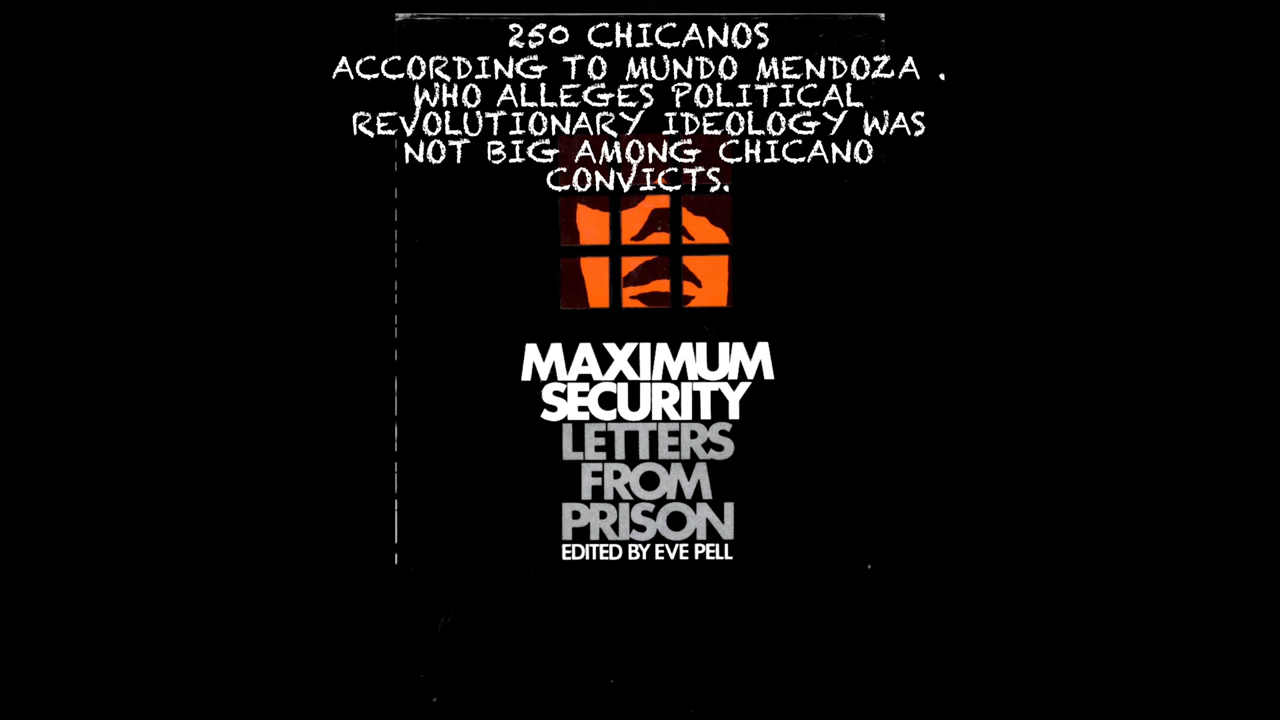 250 CHICANOS
ACCORDING TO MUNDO MENDOZA .
WHO ALLEGES POLITICAL
REVOLUTIONARY IDEOLOGY WAS
NOT BIG AMONG CHICANO
CONVICTS.
MAXIMUM
SECURITY
LETTERS
FROM
PRISON
EDITED BY EVE PELL